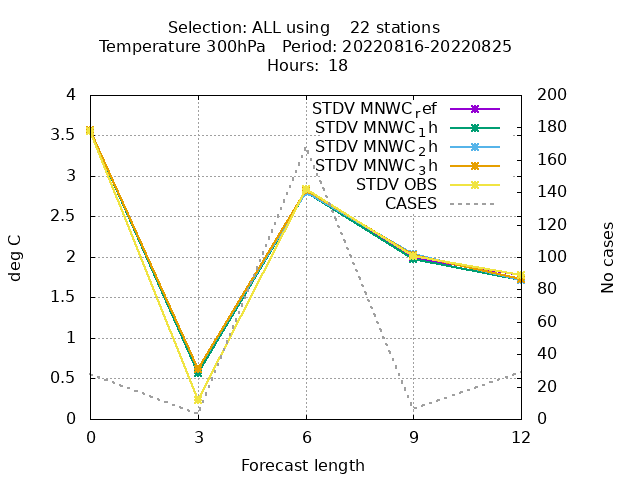 Selection: ALL using    22 stations
Temperature 300hPa   Period: 20220816-20220825
Hours:  18
4
3.5
3
2.5
2
1.5
1
0.5
0
200
180
160
140
120
100
80
60
40
20
0
STDV MNWC_ref
STDV MNWC_1h
STDV MNWC_2h
STDV MNWC_3h
STDV OBS
CASES
deg C
No cases
0 3 6 9 12
Forecast length